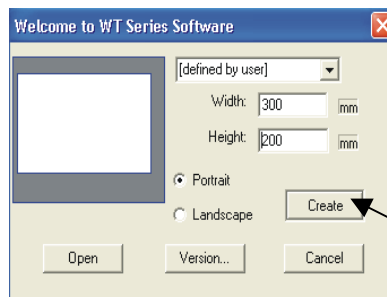 Welcome to WT Series Software
[defined by user]
Width: 300 mm
Height: 200 mm
Portrait
Landscape
Create
Open Version... Cancel